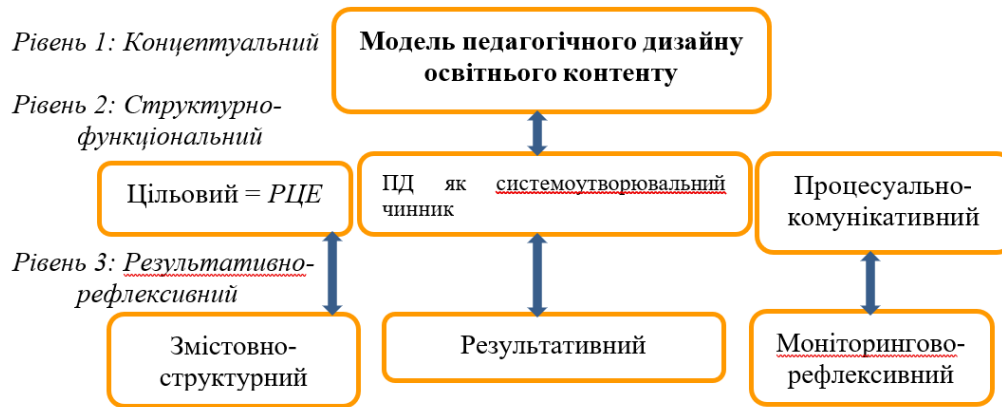 Рівень 1: Концептуальний
Модель педагогічного дизайну
освітнього контенту
Рівень 2: Структурно-
функціональний
Цільовий = РЦЕ
ПД як системоутворювальний
чинник
Процесуально-
комунікативний
Рівень 3: Результативно-
рефлексивний
Змістовно-
структурний
Результативний
Моніторингово-
рефлексивний